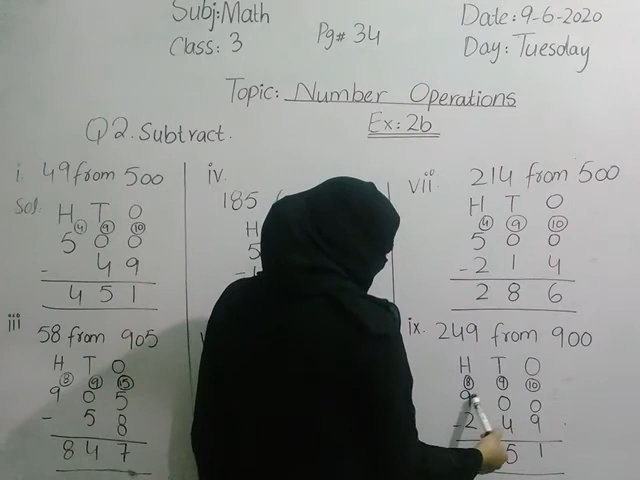 Subj: Math
Class: 3
Pg# 34
Date: 9-6-2020
Day: Tuesday
Topic: Number Operations
Ex: 2b
Q2. Subtract.
i. 49 from 500
Sol.
H T O
4 9 10
5 0 0
- 4 9
4 5 1
iii 58 from 905
H T O
8 9 15
9 0 5
- 5 8
8 4 7
iv.
185
H
5
vii. 214 from 500
H T O
4 9 10
5 0 0
- 2 1 4
2 8 6
ix. 249 from 900
H T O
8 9 10
9 0 0
- 2 4 9
5 1